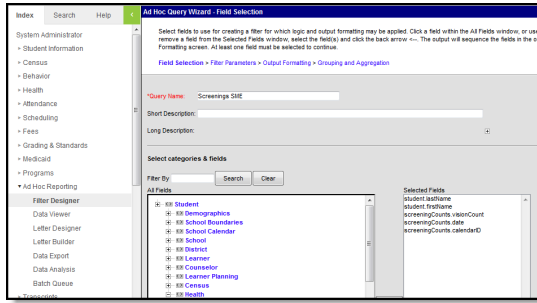 Index Search Help
System Administrator
Student Information
Census
Behavior
Health
Attendance
Scheduling
Fees
Grading & Standards
Medicaid
Programs
Ad Hoc Reporting
Filter Designer
Data Viewer
Letter Designer
Letter Builder
Data Export
Data Analysis
Batch Queue
Transcripts
Ad Hoc Query Wizard - Field Selection
Select fields to use for creating a filter for which logic and output formatting may be applied. Click a field within the All Fields window, or use
remove a field from the Selected Fields window, select the field(s) and click the back arrow <--. The output will sequence the fields in the o
Formatting screen. At least one field must be selected to continue.
Field Selection > Filter Parameters > Output Formatting > Grouping and Aggregation
*Query Name: Screenings SME
Short Description:
Long Description:
Select categories & fields
Filter By Search Clear
All Fields
Student
Demographics
School Boundaries
School Calendar
School
District
Learner
Counselor
Learner Planning
Census
Health
Selected Fields
student.lastName
student.firstName
screeningCounts.visionCount
screeningCounts.date
screeningCounts.calendarID